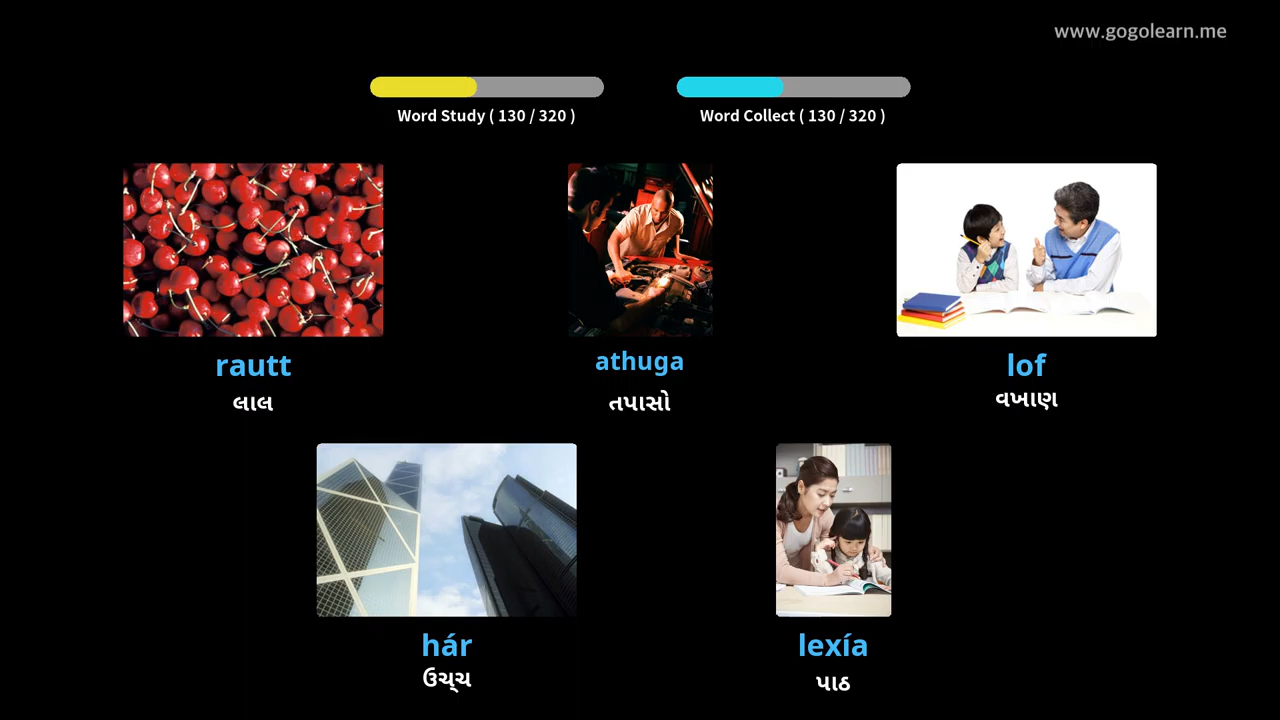 www.gogolearn.me
Word Study ( 130 / 320 )
Word Collect ( 130 / 320 )
rautt
લાલ
athuga
તપાસો
lof
વખાણ
hár
ઉચ્ચ
lexía
પાઠ